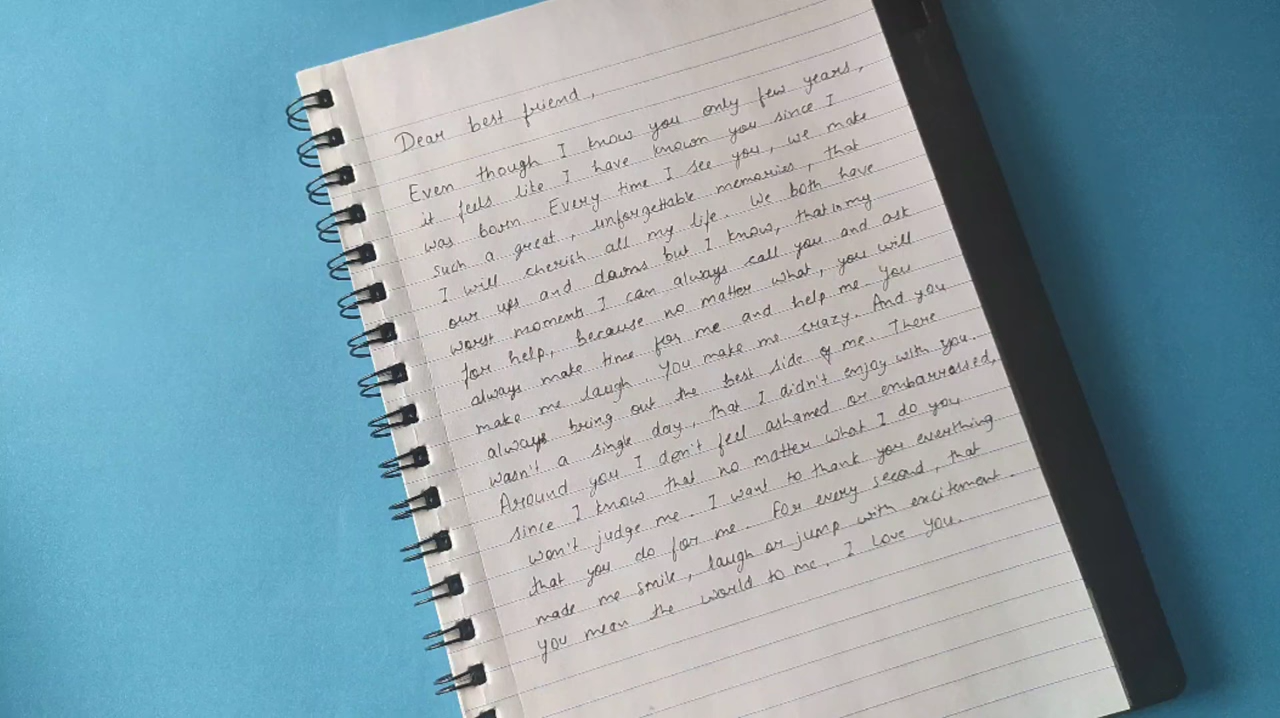 Dear best friend,
Even though I know you only few years,
it feels like I have known you since I
was born. Every time I see you, we make
such a great, unforgettable memories, that
I will cherish all my life. We both have
our ups and downs but I know, that in my
worst moments I can always call you and ask
for help, because no matter what, you will
always make time for me and help me. You
make me laugh. You make me crazy. And you
always bring out the best side of me. There
wasn't a single day, that I didn't enjoy with you.
Around you I don't feel ashamed or embarrassed,
since I know that no matter what I do you
won't judge me. I want to thank you everything
that you do for me. For every second, that
made me smile, laugh or jump with excitement.
you mean the world to me. I love you.